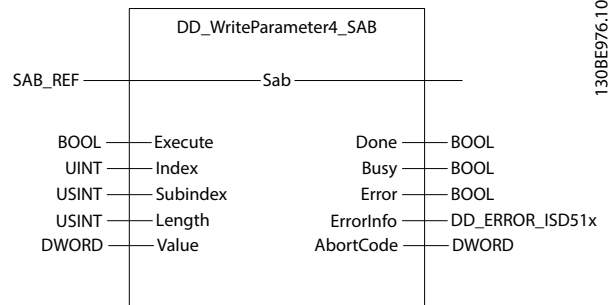 DD_WriteParameter4_SAB
SAB_REF Sab
BOOL Execute Done BOOL
UINT Index Busy BOOL
USINT Subindex Error BOOL
USINT Length ErrorInfo DD_ERROR_ISD51x
DWORD Value AbortCode DWORD
130BE976.10